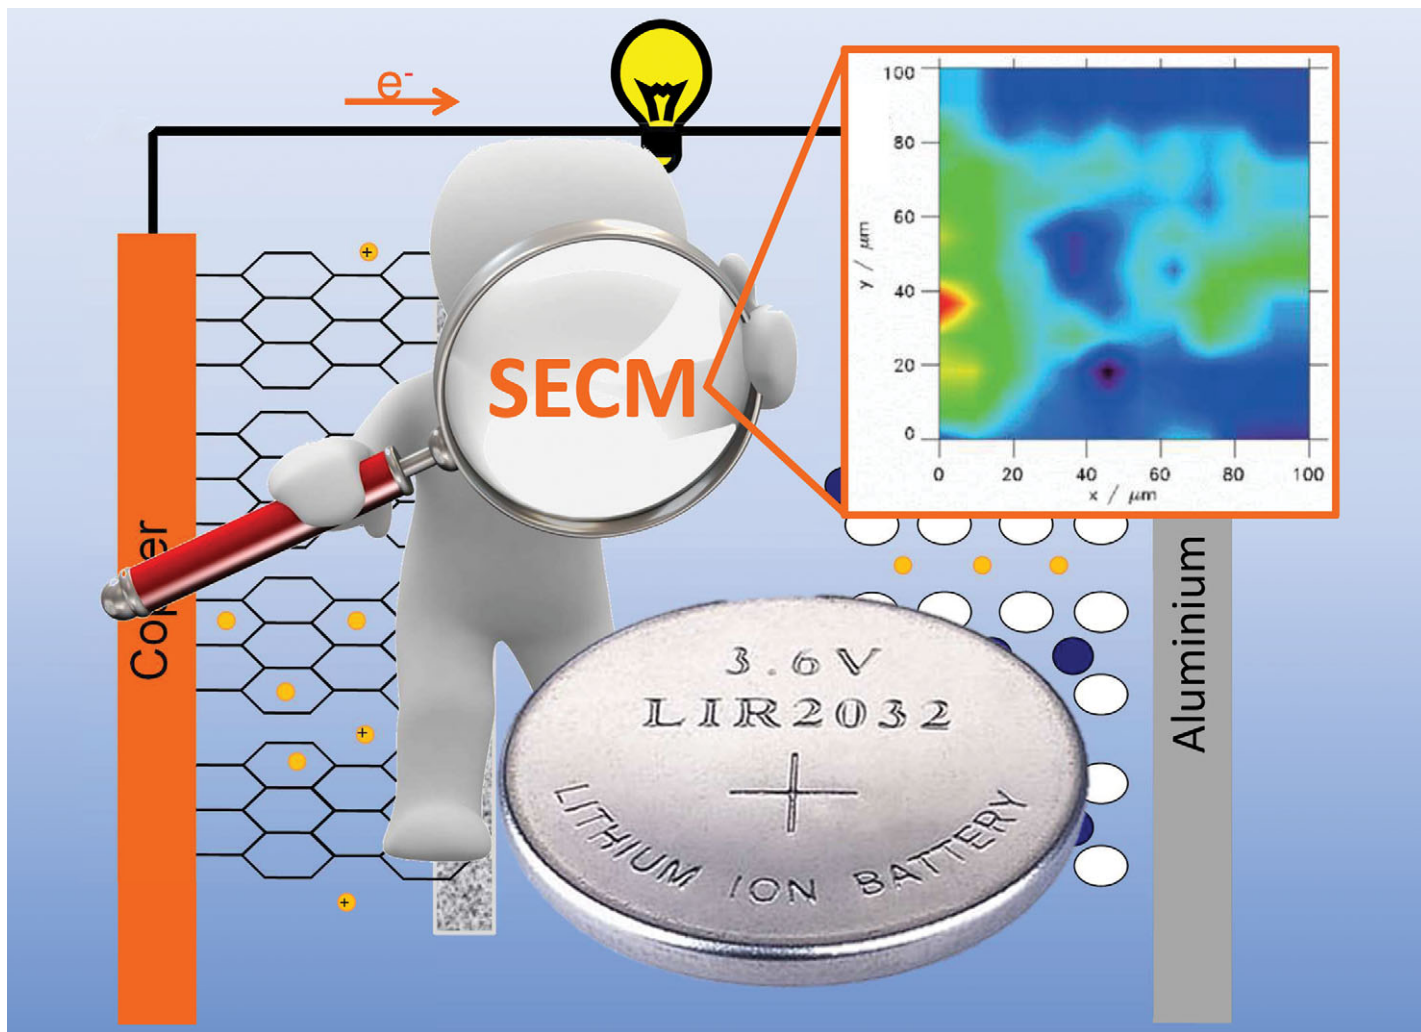 e-
100
80
60
40
20
0
y / μm
0 20 40 60 80 100
x / μm
SECM
+
Copper
Aluminium
+
+
3.6V
LIR2032
+
LITHIUM ION BATTERY